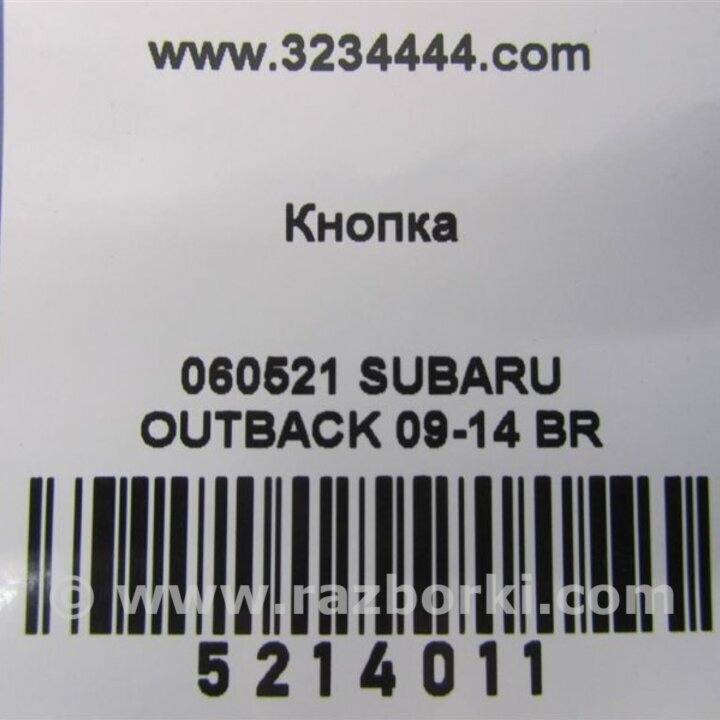 www.3234444.com
Кнопка
060521 SUBARU
OUTBACK 09-14 BR
© www.razborki.com
5214011